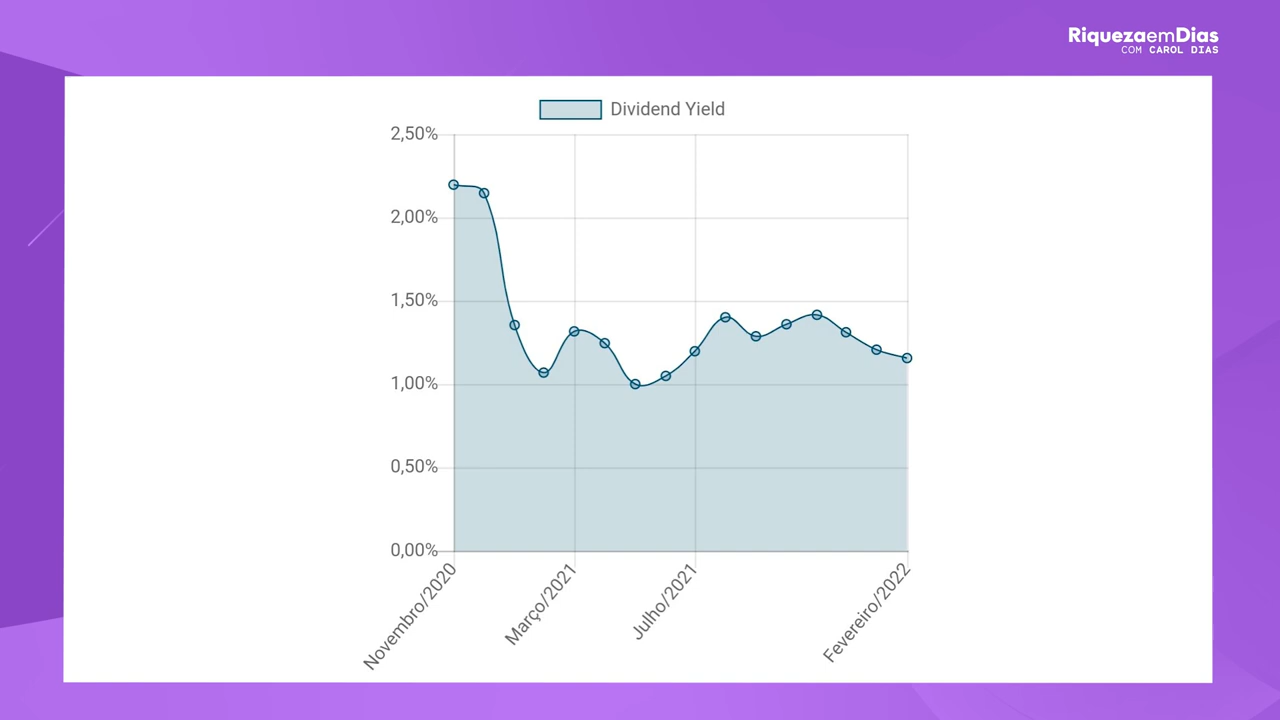 RiquezaemDias
COM CAROL DIAS
Dividend Yield
2,50%
2,00%
1,50%
1,00%
0,50%
0,00%
Novembro/2020
Março/2021
Julho/2021
Fevereiro/2022